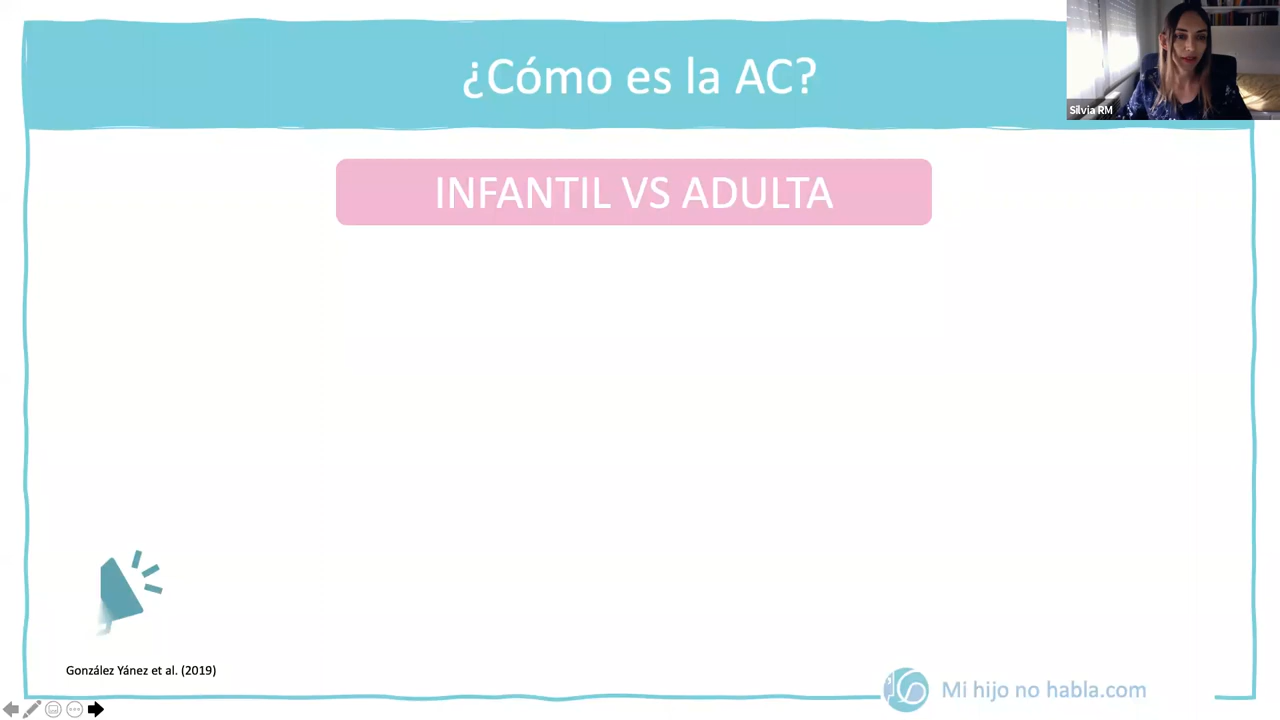 ¿Cómo es la AC?
Silvia RM
INFANTIL VS ADULTA
González Yánez et al. (2019)
Mi hijo no habla.com